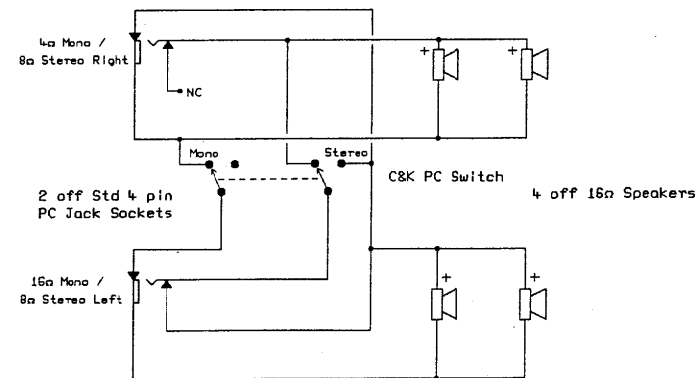 4Ω Mono /
8Ω Stereo Right
+
+
NC
Mono
Stereo
C&K PC Switch
2 off Std 4 pin
PC Jack Sockets
4 off 16Ω Speakers
16Ω Mono /
8Ω Stereo Left
+
+